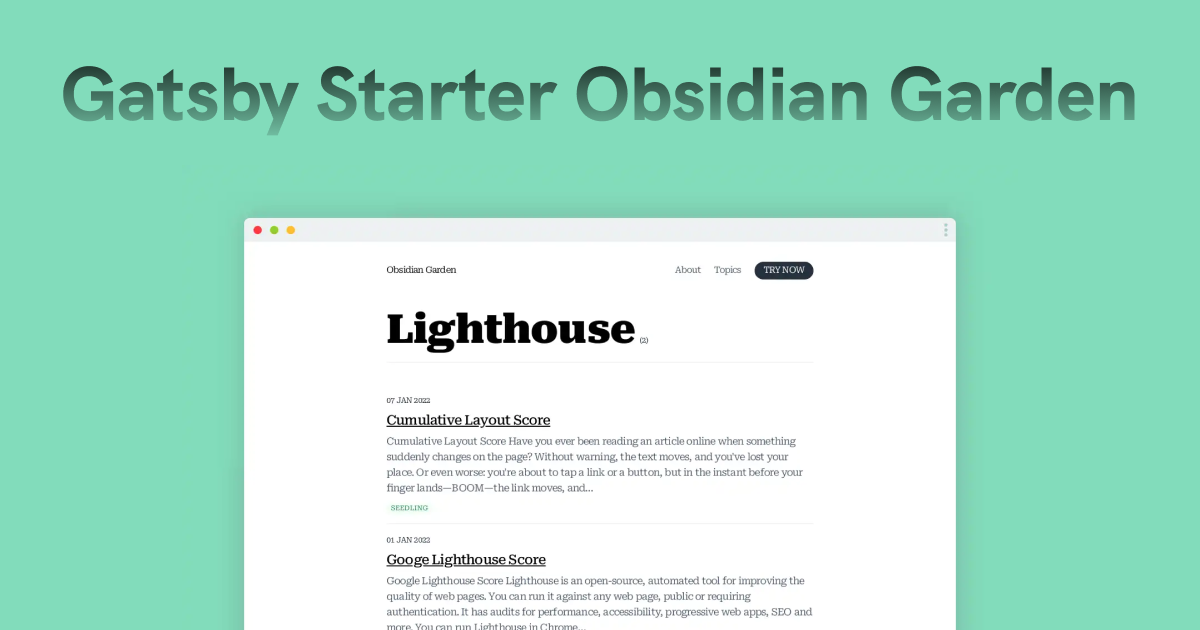 Gatsby Starter Obsidian Garden
Obsidian Garden
About Topics TRY NOW
Lighthouse (2)
07 JAN 2022
Cumulative Layout Score
Cumulative Layout Score Have you ever been reading an article online when something
suddenly changes on the page? Without warning, the text moves, and you've lost your
place. Or even worse: you're about to tap a link or a button, but in the instant before your
finger lands—BOOM—the link moves, and...
SEEDLING
01 JAN 2022
Googe Lighthouse Score
Google Lighthouse Score Lighthouse is an open-source, automated tool for improving the
quality of web pages. You can run it against any web page, public or requiring
authentication. It has audits for performance, accessibility, progressive web apps, SEO and
more. You can run Lighthouse in Chrome...